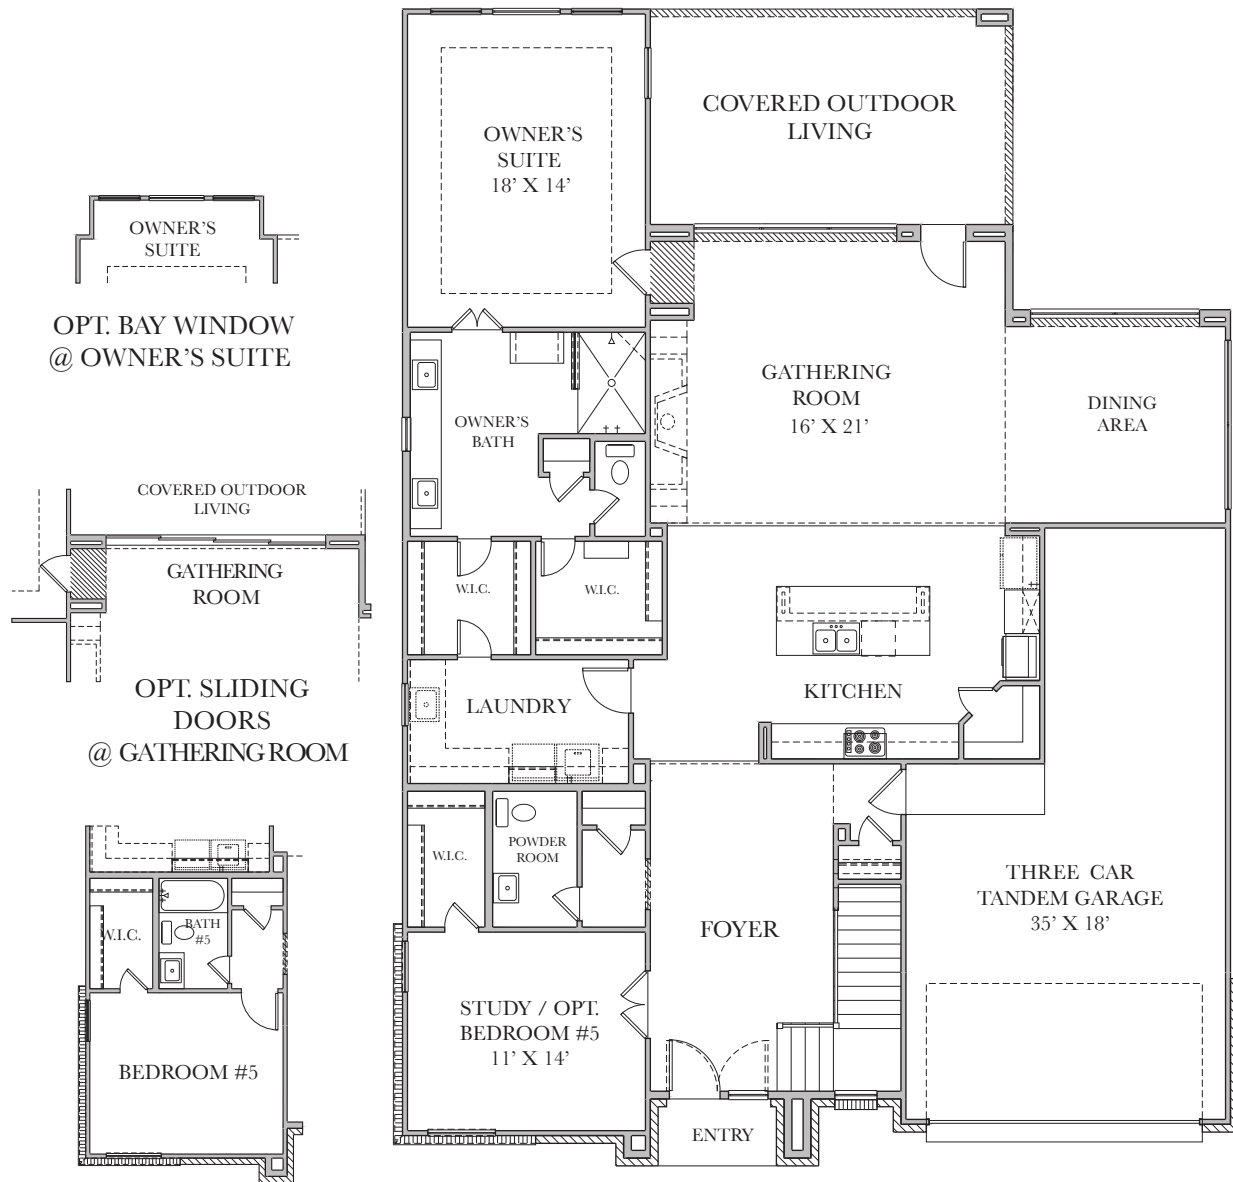 OWNER'S
SUITE
18' X 14'
COVERED OUTDOOR
LIVING
OWNER'S
SUITE
OPT. BAY WINDOW
@ OWNER'S SUITE
GATHERING
ROOM
16' X 21'
DINING
AREA
OWNER'S
BATH
COVERED OUTDOOR
LIVING
GATHERING
ROOM
OPT. SLIDING
DOORS
@ GATHERING ROOM
W.I.C.
W.I.C.
LAUNDRY
KITCHEN
W.I.C.
POWDER
ROOM
FOYER
THREE CAR
TANDEM GARAGE
35' X 18'
STUDY / OPT.
BEDROOM #5
11' X 14'
ENTRY
W.I.C.
BATH
#5
BEDROOM #5